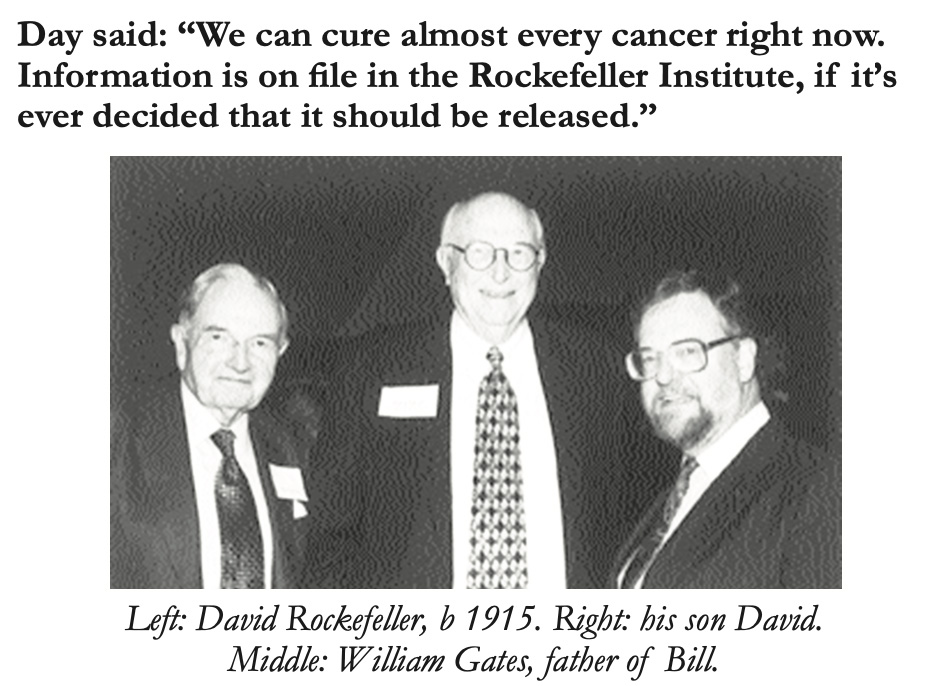 Day said: “We can cure almost every cancer right now.
Information is on file in the Rockefeller Institute, if it’s
ever decided that it should be released.”
Left: David Rockefeller, b 1915. Right: his son David.
Middle: William Gates, father of Bill.